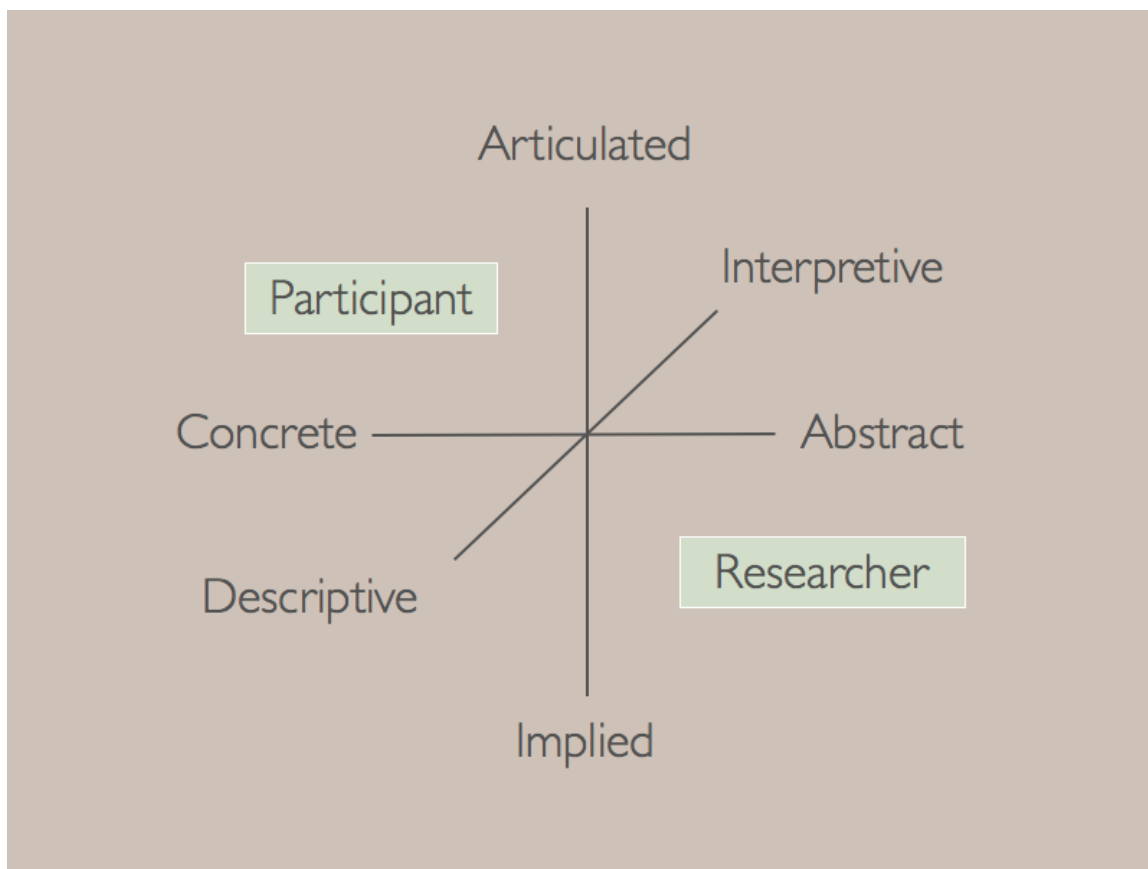 Articulated
Interpretive
Participant
Concrete
Abstract
Researcher
Descriptive
Implied